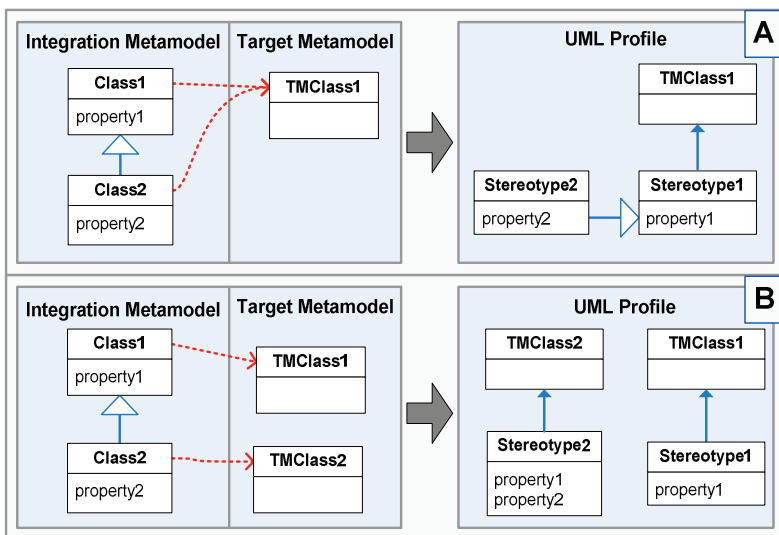 Integration Metamodel
Target Metamodel
UML Profile
A
Class1
property1
Class2
property2
TMClass1
TMClass1
Stereotype2
property2
Stereotype1
property1
Integration Metamodel
Target Metamodel
UML Profile
B
Class1
property1
Class2
property2
TMClass1
TMClass2
TMClass2
TMClass1
Stereotype2
property1
property2
Stereotype1
property1